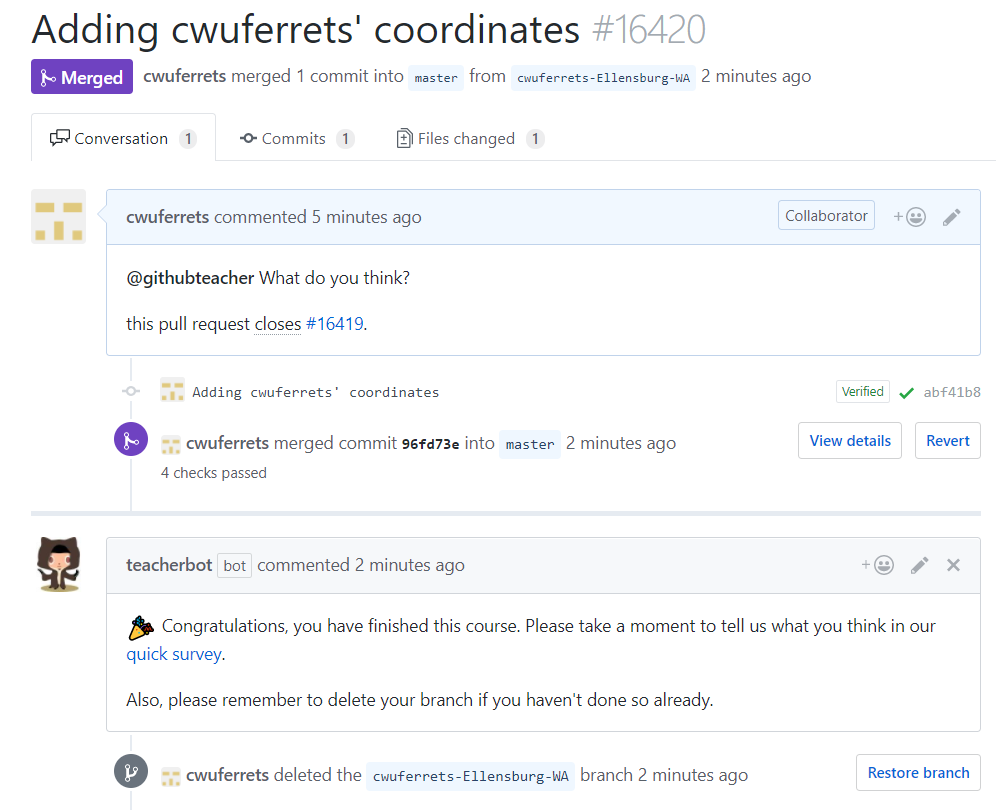 Adding cwuferrets' coordinates #16420
Merged cwuferrets merged 1 commit into master from cwuferrets-Ellensburg-WA 2 minutes ago
Conversation 1 Commits 1 Files changed 1
cwuferrets commented 5 minutes ago Collaborator +
@githubteacher What do you think?
this pull request closes #16419.
Adding cwuferrets' coordinates Verified abf41b8
cwuferrets merged commit 96fd73e into master 2 minutes ago View details Revert
4 checks passed
teacherbot bot commented 2 minutes ago +
Congratulations, you have finished this course. Please take a moment to tell us what you think in our
quick survey.
Also, please remember to delete your branch if you haven't done so already.
cwuferrets deleted the cwuferrets-Ellensburg-WA branch 2 minutes ago Restore branch